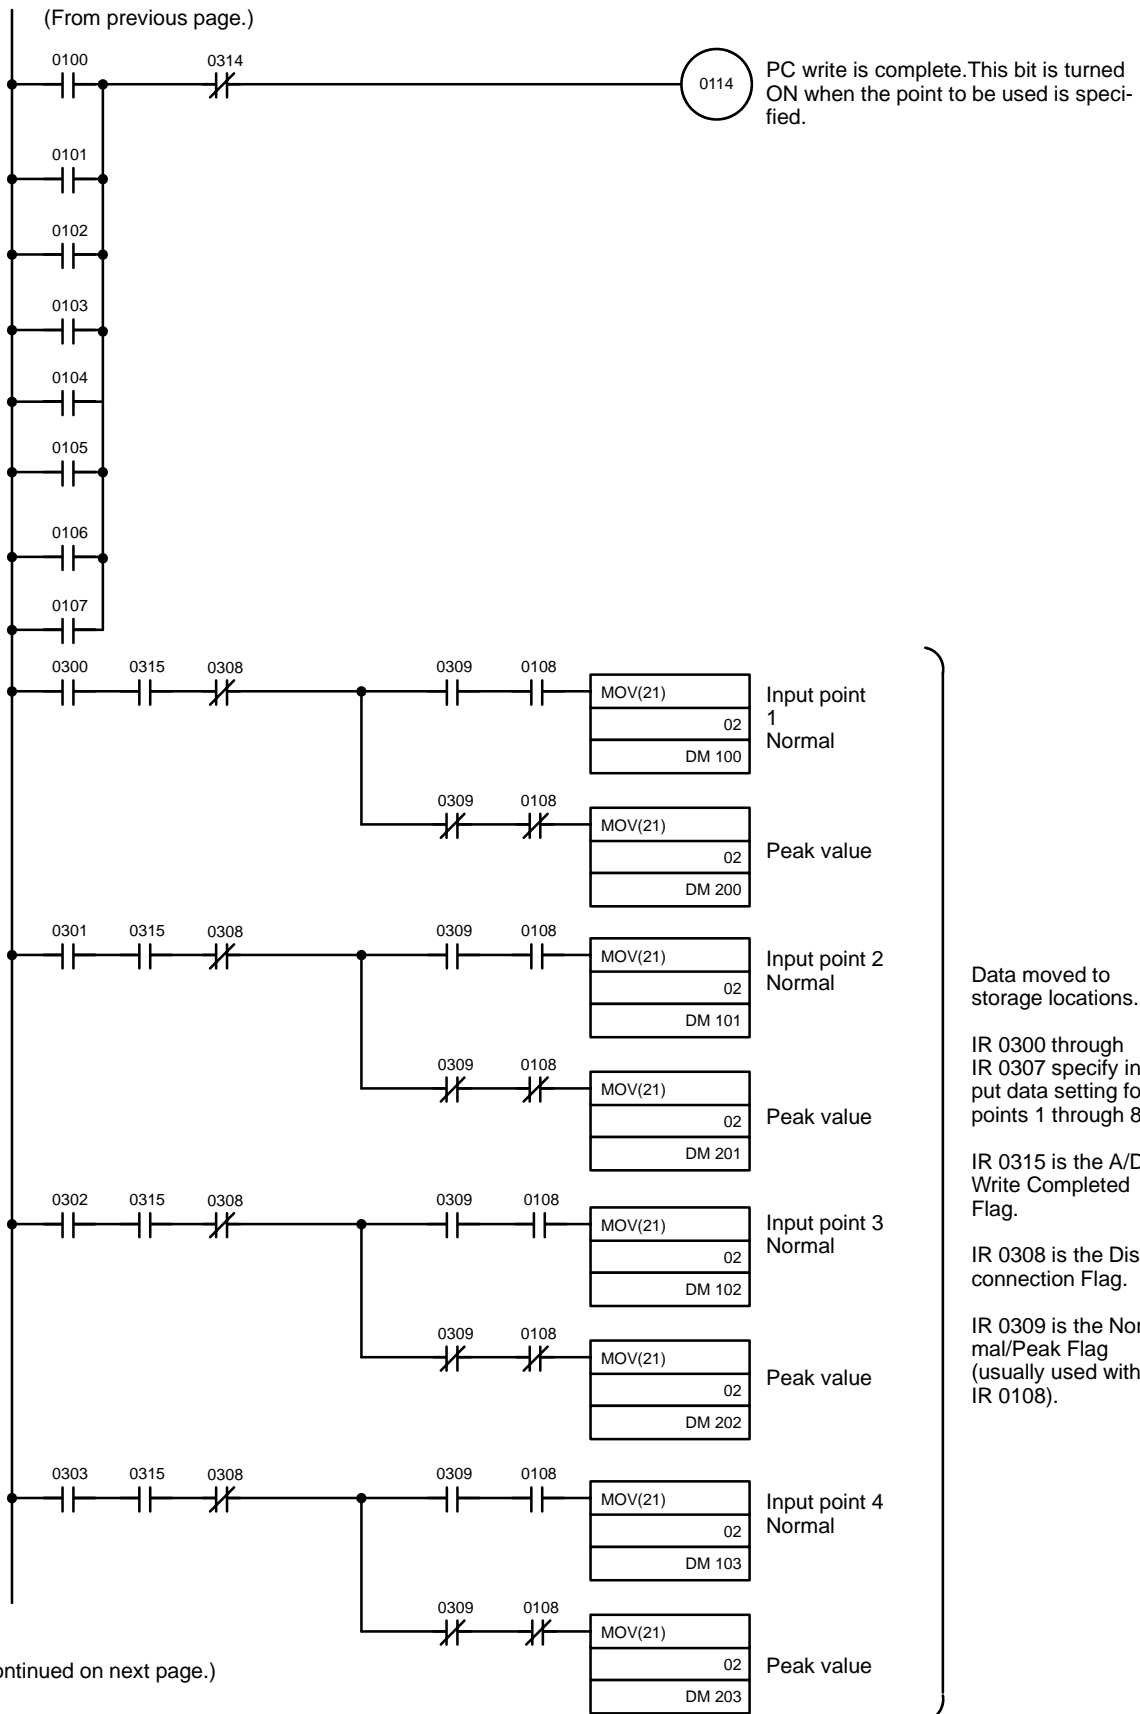 (From previous page.)
0100 0314
0114
PC write is complete.This bit is turned
ON when the point to be used is speci-
fied.
0101
0102
0103
0104
0105
0106
0107
0300 0315 0308 0309 0108
MOV(21)
02
DM 100
Input point
1
Normal
0309 0108
MOV(21)
02
DM 200
Peak value
0301 0315 0308 0309 0108
MOV(21)
02
DM 101
Input point 2
Normal
0309 0108
MOV(21)
02
DM 201
Peak value
0302 0315 0308 0309 0108
MOV(21)
02
DM 102
Input point 3
Normal
0309 0108
MOV(21)
02
DM 202
Peak value
0303 0315 0308 0309 0108
MOV(21)
02
DM 103
Input point 4
Normal
0309 0108
MOV(21)
02
DM 203
Peak value
Data moved to
storage locations.
IR 0300 through
IR 0307 specify in
put data setting fo
points 1 through 8
IR 0315 is the A/D
Write Completed
Flag.
IR 0308 is the Dis
connection Flag.
IR 0309 is the Nor
mal/Peak Flag
(usually used with
IR 0108).
ontinued on next page.)